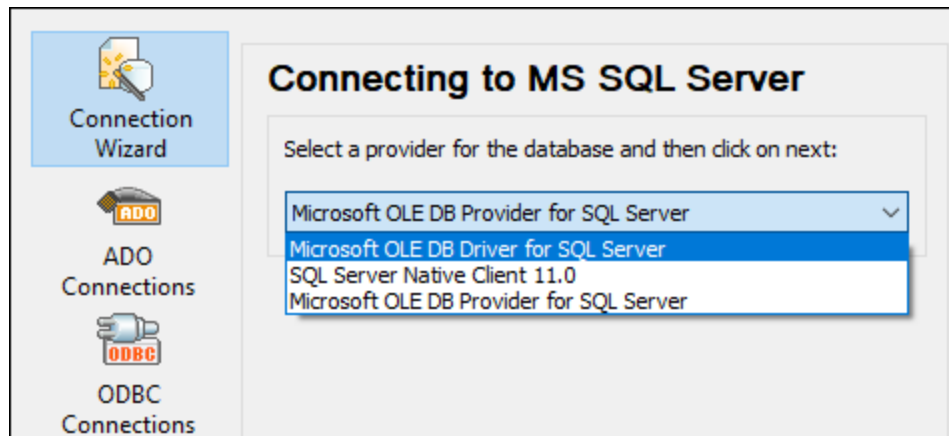 Connection
Wizard
ADO
ADO
Connections
ODBC
ODBC
Connections
Connecting to MS SQL Server
Select a provider for the database and then click on next:
Microsoft OLE DB Provider for SQL Server
Microsoft OLE DB Driver for SQL Server
SQL Server Native Client 11.0
Microsoft OLE DB Provider for SQL Server